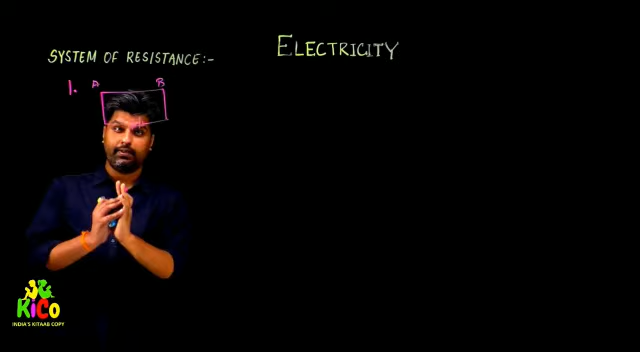 ELECTRICITY
SYSTEM OF RESISTANCE:-
1. A B
KiCo
INDIA'S KITAAB COPY